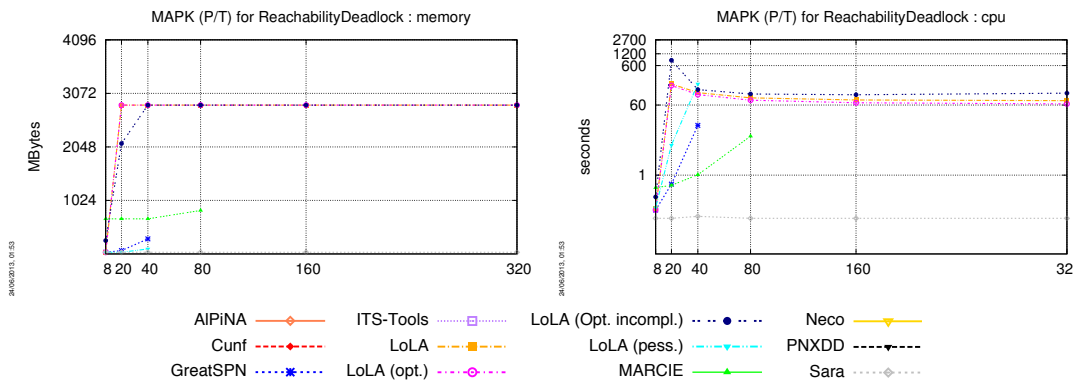 MAPK (P/T) for ReachabilityDeadlock : memory
4096
3072
2048
1024
MBytes
8 20 40 80 160 320
24/06/2013, 01:53
MAPK (P/T) for ReachabilityDeadlock : cpu
2700
1200
600
60
1
seconds
8 20 40 80 160 32
24/06/2013, 01:53
AlPiNA ITS-Tools LoLA (Opt. incompl.) Neco
Cunf LoLA LoLA (pess.) PNXDD
GreatSPN LoLA (opt.) MARCIE Sara